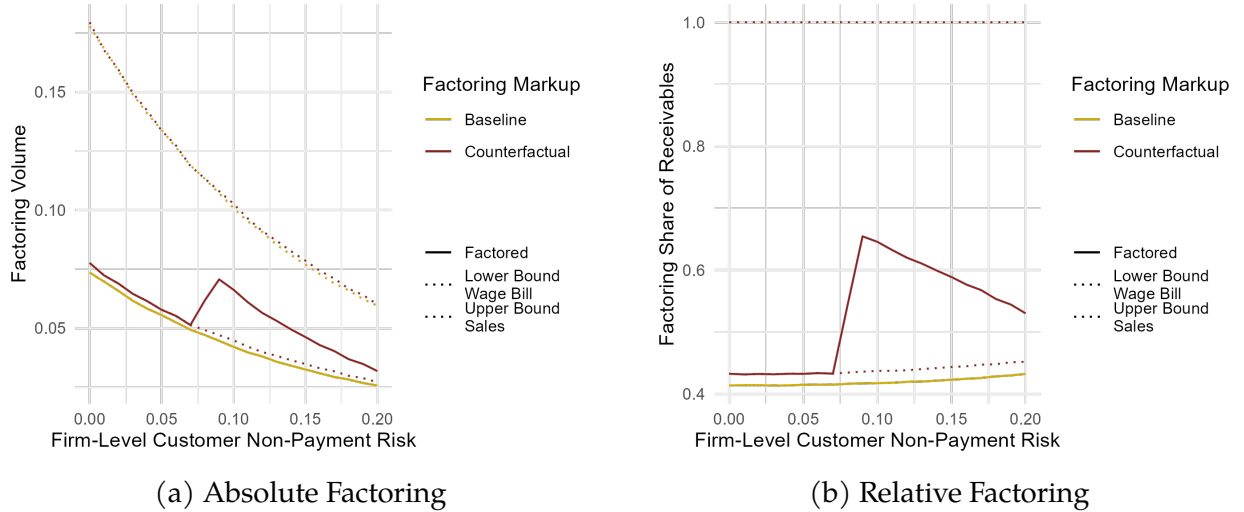 Factoring Volume
0.15
0.10
0.05
0.00 0.05 0.10 0.15 0.20
Firm-Level Customer Non-Payment Risk
Factoring Markup
Baseline
Counterfactual
Factored
Lower Bound
Wage Bill
Upper Bound
Sales
(a) Absolute Factoring
Factoring Share of Receivables
1.0
0.8
0.6
0.4
0.00 0.05 0.10 0.15 0.20
Firm-Level Customer Non-Payment Risk
Factoring Markup
Baseline
Counterfactual
Factored
Lower Bound
Wage Bill
Upper Bound
Sales
(b) Relative Factoring